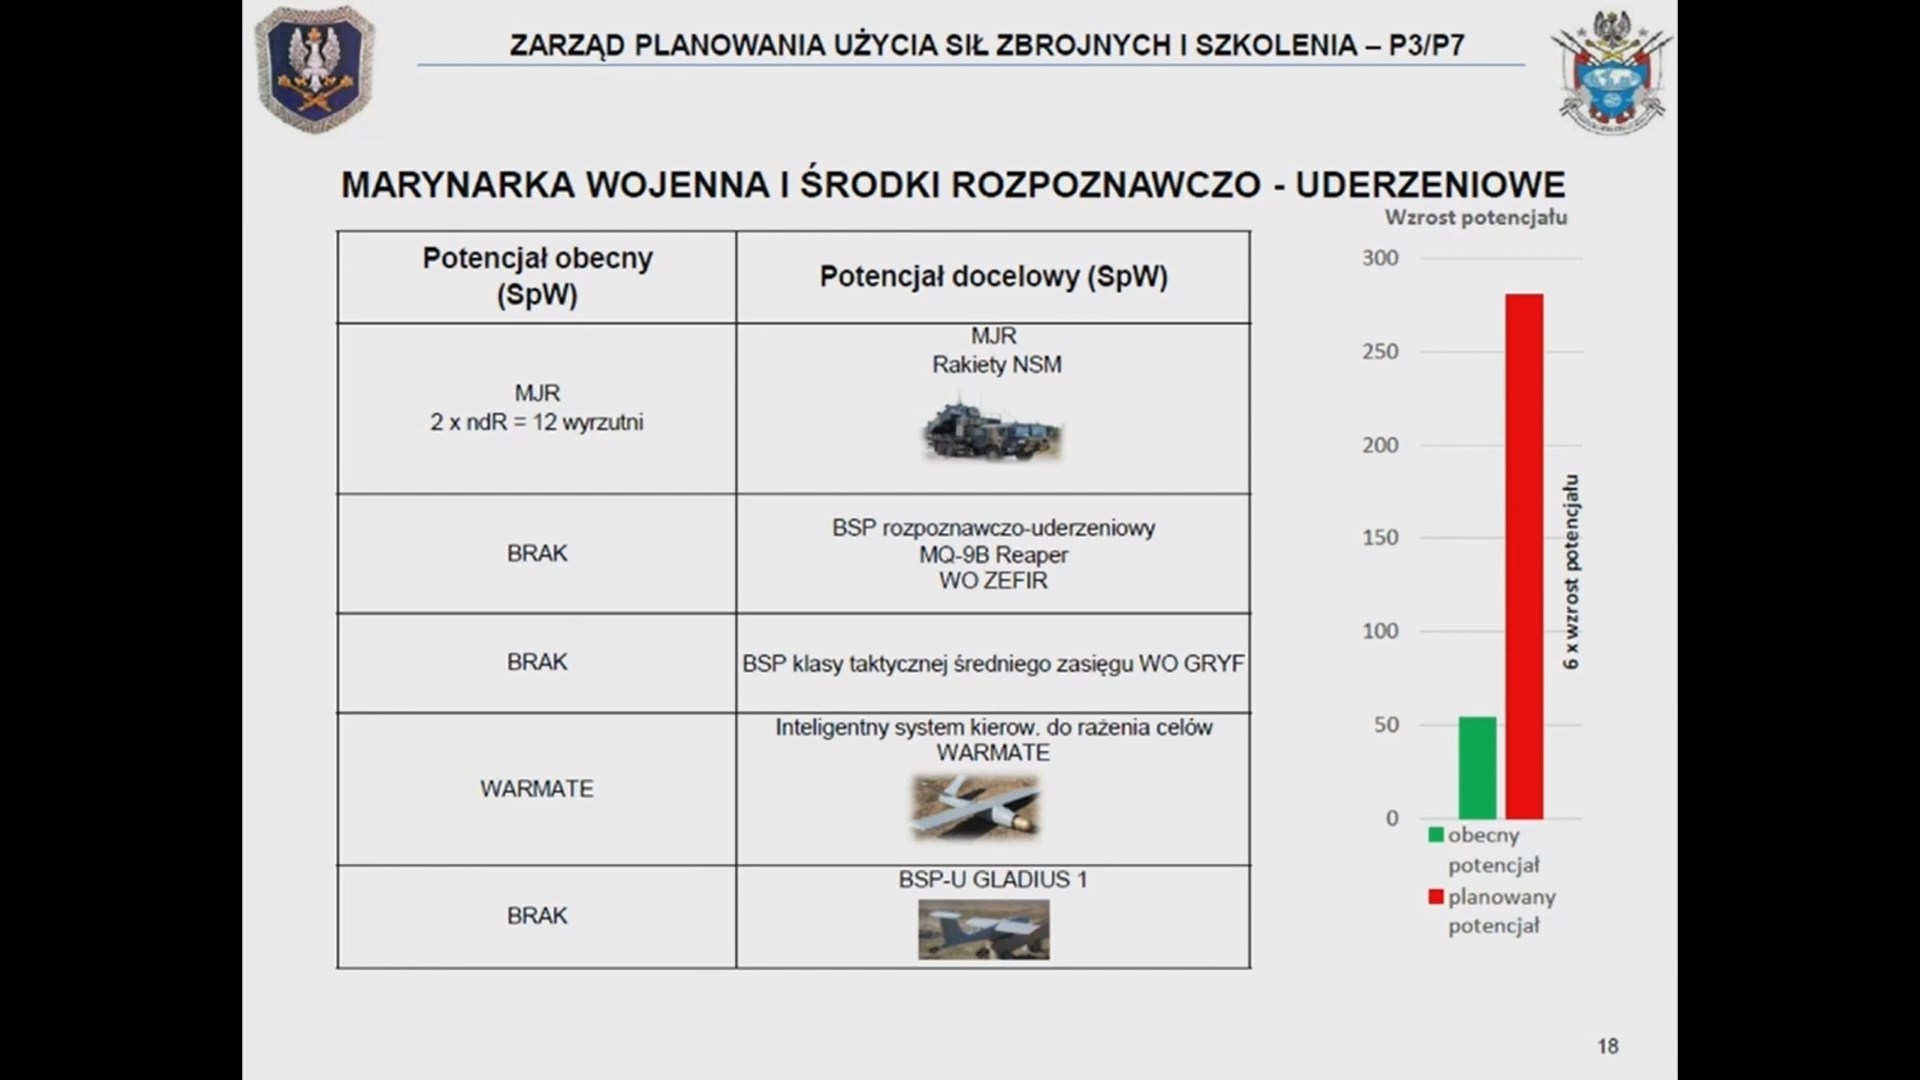 ZARZĄD PLANOWANIA UŻYCIA SIŁ ZBROJNYCH I SZKOLENIA – P3/P7
MARYNARKA WOJENNA I ŚRODKI ROZPOZNAWCZO - UDERZENIOWE
Potencjał obecny
(SpW)
Potencjał docelowy (SpW)
MJR
2 x ndR = 12 wyrzutni
MJR
Rakiety NSM
BRAK
BSP rozpoznawczo-uderzeniowy
MQ-9B Reaper
WO ZEFIR
BRAK
BSP klasy taktycznej średniego zasięgu WO GRYF
WARMATE
Inteligentny system kierow. do rażenia celów
WARMATE
BRAK
BSP-U GLADIUS 1
Wzrost potencjału
300
250
200
150
100
50
0
6 x wzrost potencjału
obecny
potencjał
planowany
potencjał
18